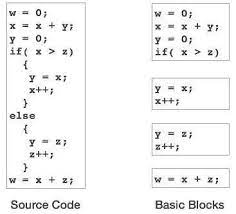 w = 0;
x = x + y;
y = 0;
if( x > z)
{
y = x;
x++;
}
else
{
y = z;
z++;
}
w = x + z;
Source Code
w = 0;
x = x + y;
y = 0;
if( x > z)
y = x;
x++;
y = z;
z++;
w = x + z;
Basic Blocks